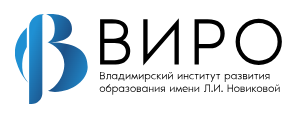 ВИРО
Владимирский институт развития
образования имени Л.И. Новиковой